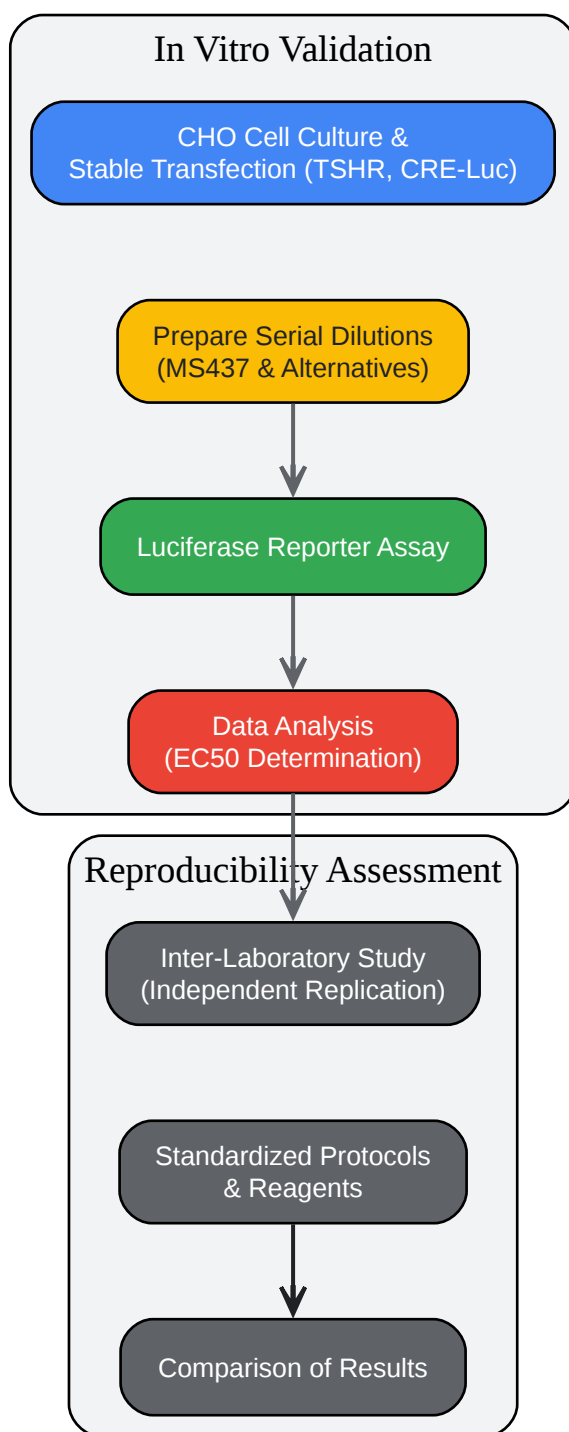 In Vitro Validation
CHO Cell Culture &
Stable Transfection (TSHR, CRE-Luc)
Prepare Serial Dilutions
(MS437 & Alternatives)
Luciferase Reporter Assay
Data Analysis
(EC50 Determination)
Reproducibility Assessment
Inter-Laboratory Study
(Independent Replication)
Standardized Protocols
& Reagents
Comparison of Results